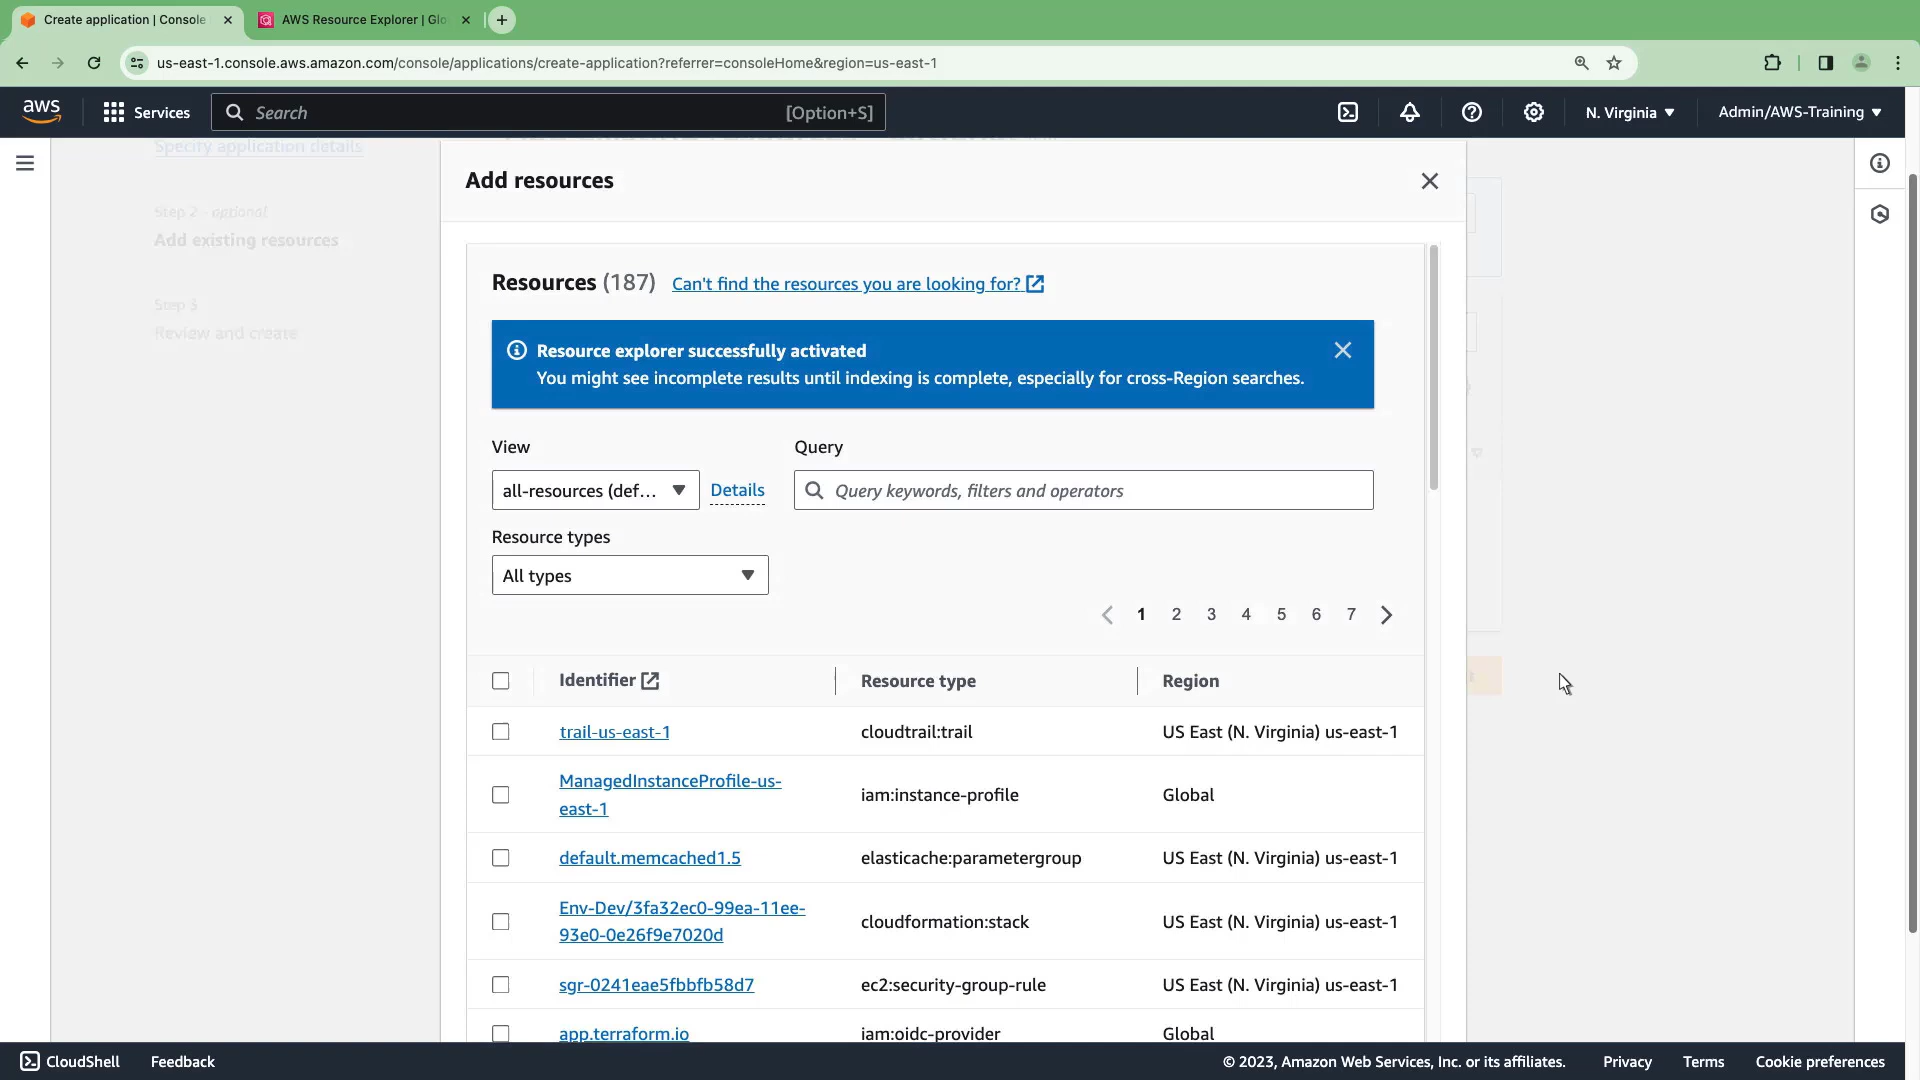 Create application | Console
AWS Resource Explorer | Glo
us-east-1.console.aws.amazon.com/console/applications/create-application?referrer=consoleHome&region=us-east-1
aws
Services
Search
[Option+S]
N. Virginia
Admin/AWS-Training
Specify application details
Step 2 - optional
Add existing resources
Step 3
Review and create
Add resources
Resources (187)
Can't find the resources you are looking for?
Resource explorer successfully activated
You might see incomplete results until indexing is complete, especially for cross-Region searches.
View
Query
all-resources (def...
Details
Query keywords, filters and operators
Resource types
All types
1 2 3 4 5 6 7
Identifier
Resource type
Region
trail-us-east-1
cloudtrail:trail
US East (N. Virginia) us-east-1
ManagedInstanceProfile-us-
east-1
iam:instance-profile
Global
default.memcached1.5
elasticache:parametergroup
US East (N. Virginia) us-east-1
Env-Dev/3fa32ec0-99ea-11ee-
93e0-0e26f9e7020d
cloudformation:stack
US East (N. Virginia) us-east-1
sgr-0241eae5fbbfb58d7
ec2:security-group-rule
US East (N. Virginia) us-east-1
app.terraform.io
iam:oidc-provider
Global
CloudShell
Feedback
© 2023, Amazon Web Services, Inc. or its affiliates.
Privacy
Terms
Cookie preferences